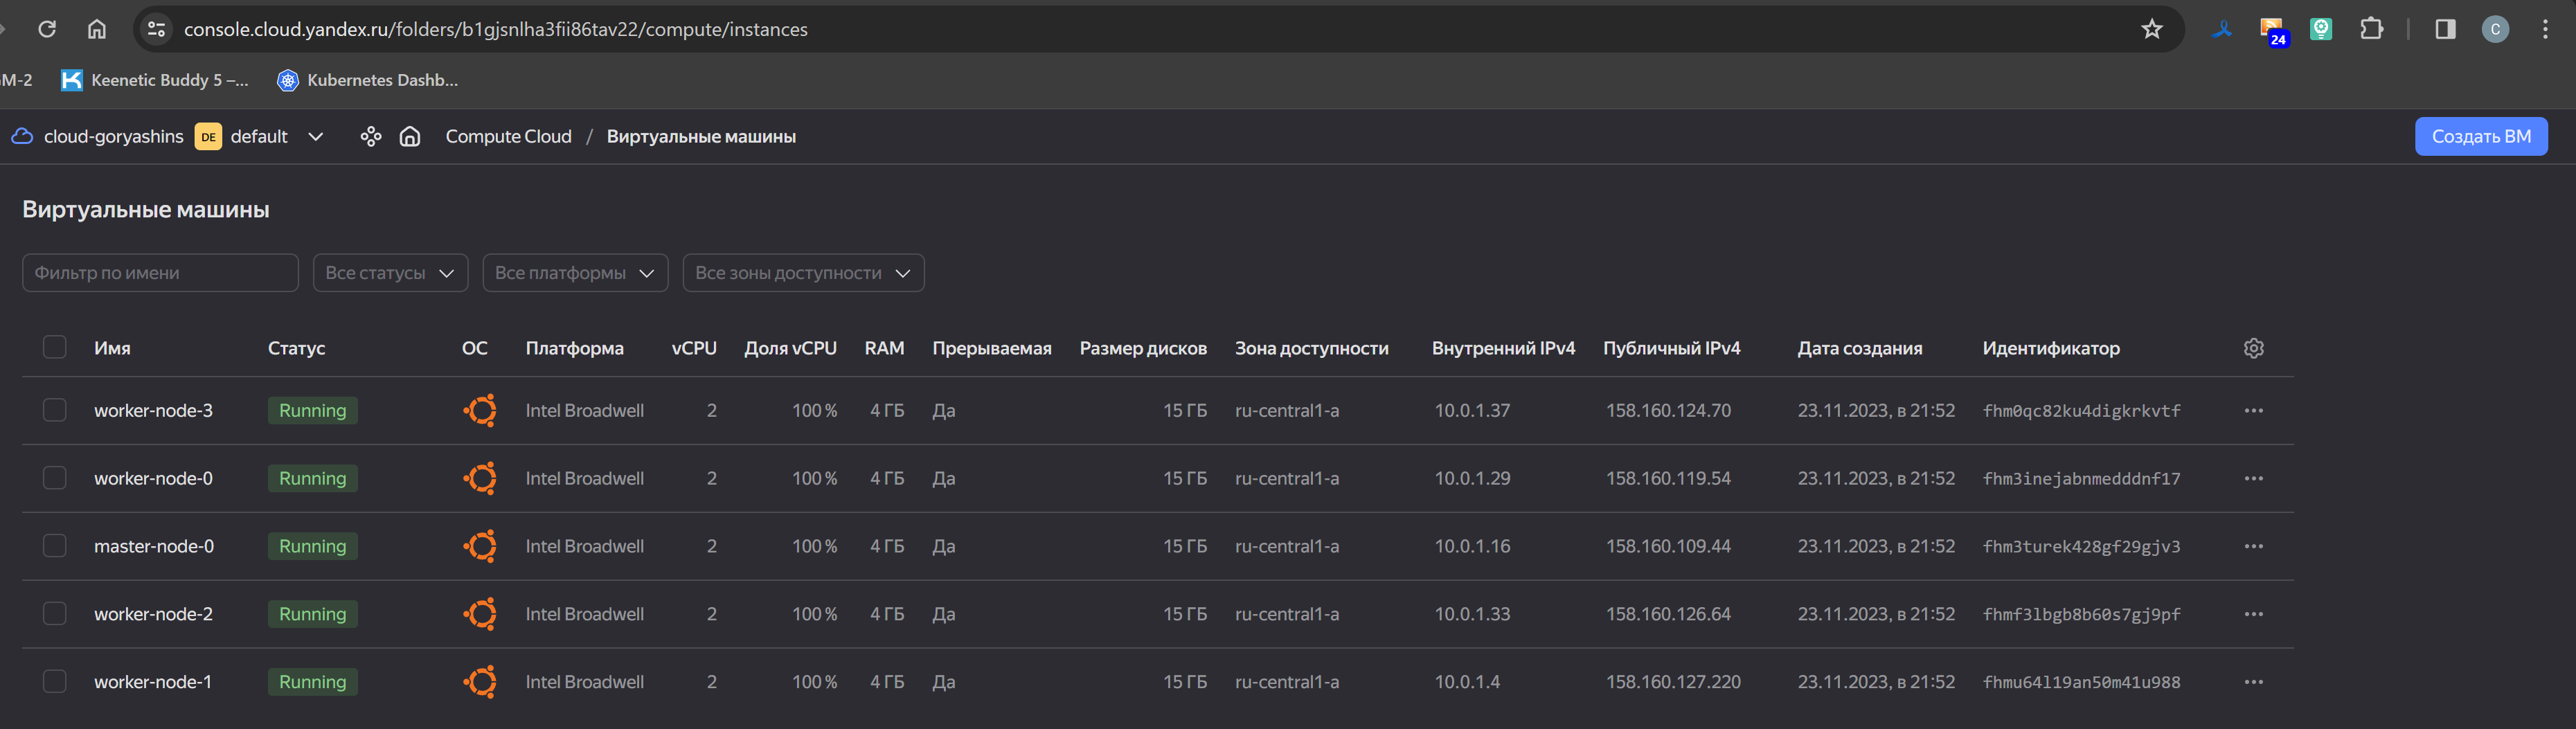 console.cloud.yandex.ru/folders/b1gjsnlha3fii86tav22/compute/instances
24
C
M-2 Keenetic Buddy 5 –... Kubernetes Dashb...
cloud-goryashins DE default Compute Cloud / Виртуальные машины Создать ВМ
Виртуальные машины
Фильтр по имени Все статусы Все платформы Все зоны доступности
Имя Статус ОС Платформа vCPU Доля vCPU RAM Прерываемая Размер дисков Зона доступности Внутренний IPv4 Публичный IPv4 Дата создания Идентификатор
worker-node-3 Running Intel Broadwell 2 100 % 4 ГБ Да 15 ГБ ru-central1-a 10.0.1.37 158.160.124.70 23.11.2023, в 21:52 fhm0qc82ku4digkrkvtf
worker-node-0 Running Intel Broadwell 2 100 % 4 ГБ Да 15 ГБ ru-central1-a 10.0.1.29 158.160.119.54 23.11.2023, в 21:52 fhm3inejabnmedddnf17
master-node-0 Running Intel Broadwell 2 100 % 4 ГБ Да 15 ГБ ru-central1-a 10.0.1.16 158.160.109.44 23.11.2023, в 21:52 fhm3turek428gf29gjv3
worker-node-2 Running Intel Broadwell 2 100 % 4 ГБ Да 15 ГБ ru-central1-a 10.0.1.33 158.160.126.64 23.11.2023, в 21:52 fhmf3lbgb8b60s7gj9pf
worker-node-1 Running Intel Broadwell 2 100 % 4 ГБ Да 15 ГБ ru-central1-a 10.0.1.4 158.160.127.220 23.11.2023, в 21:52 fhmu64l19an50m41u988